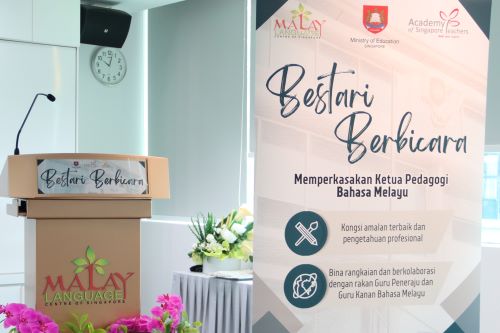 Bestari Berbicara
MALAY
LANGUAGE
CENTRE OF SINGAPORE
MALAY
LANGUAGE
CENTRE OF SINGAPORE
Ministry of Education
SINGAPORE
Academy
of Singapore Teachers
Bestari
Berbicara
Memperkasakan Ketua Pedagogi
Bahasa Melayu
Kongsi amalan terbaik dan
pengetahuan profesional
Bina rangkaian dan berkolaborasi
dengan rakan Guru Peneraju dan
Guru Kanan Bahasa Melayu